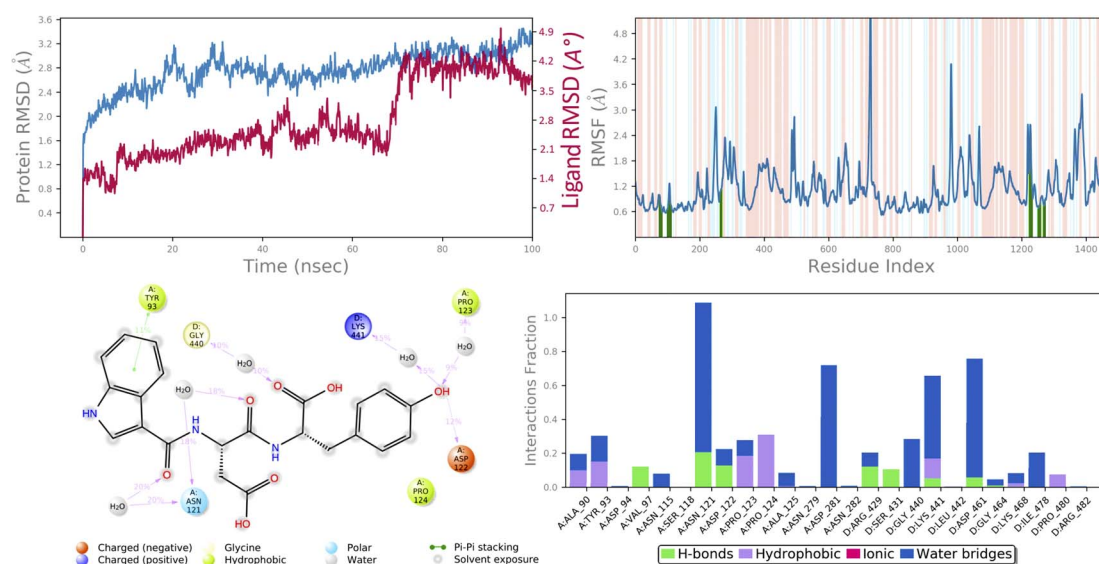 3.6
3.2
2.8
2.4
2.0
1.6
1.2
0.8
0.4
Protein RMSD (Å)
4.9
4.2
3.5
2.8
2.1
1.4
0.7
Ligand RMSD (A°)
0
20
40
60
80
100
Time (nsec)
4.8
4.2
3.6
3.0
2.4
1.8
1.2
0.6
RMSF (Å)
0
200
400
600
800
1000
1200
1400
Residue Index
A:
TYR
93
11%
D:
GLY
440
10%
H₂O
10%
D:
LYS
441
15%
H₂O
A:
PRO
123
H₂O
9%
H₂O
O
OH
OH
12%
A:
ASP
122
HN
N
H
O
N
H
O
O
HO
H₂O
20%
29%
A:
ASN
121
A:
PRO
124
Charged (negative)
Charged (positive)
Glycine
Hydrophobic
Polar
Water
Pi-Pi stacking
Solvent exposure
Interactions Fraction
1.0
0.8
0.6
0.4
0.2
0.0
A:ALA_90
A:TYR_93
A:ASP_94
A:VAL_97
A:ASN_115
A:SER_118
A:ASN_121
A:ASP_122
A:PRO_123
A:PRO_124
A:ALA_125
A:ASN_279
A:ASP_281
A:ASN_282
D:ARG_429
D:SER_431
D:GLY_440
D:LYS_441
D:LEU_442
D:ASP_461
D:GLY_464
D:LYS_468
D:ILE_478
D:PRO_480
D:ARG_482
H-bonds
Hydrophobic
Ionic
Water bridges